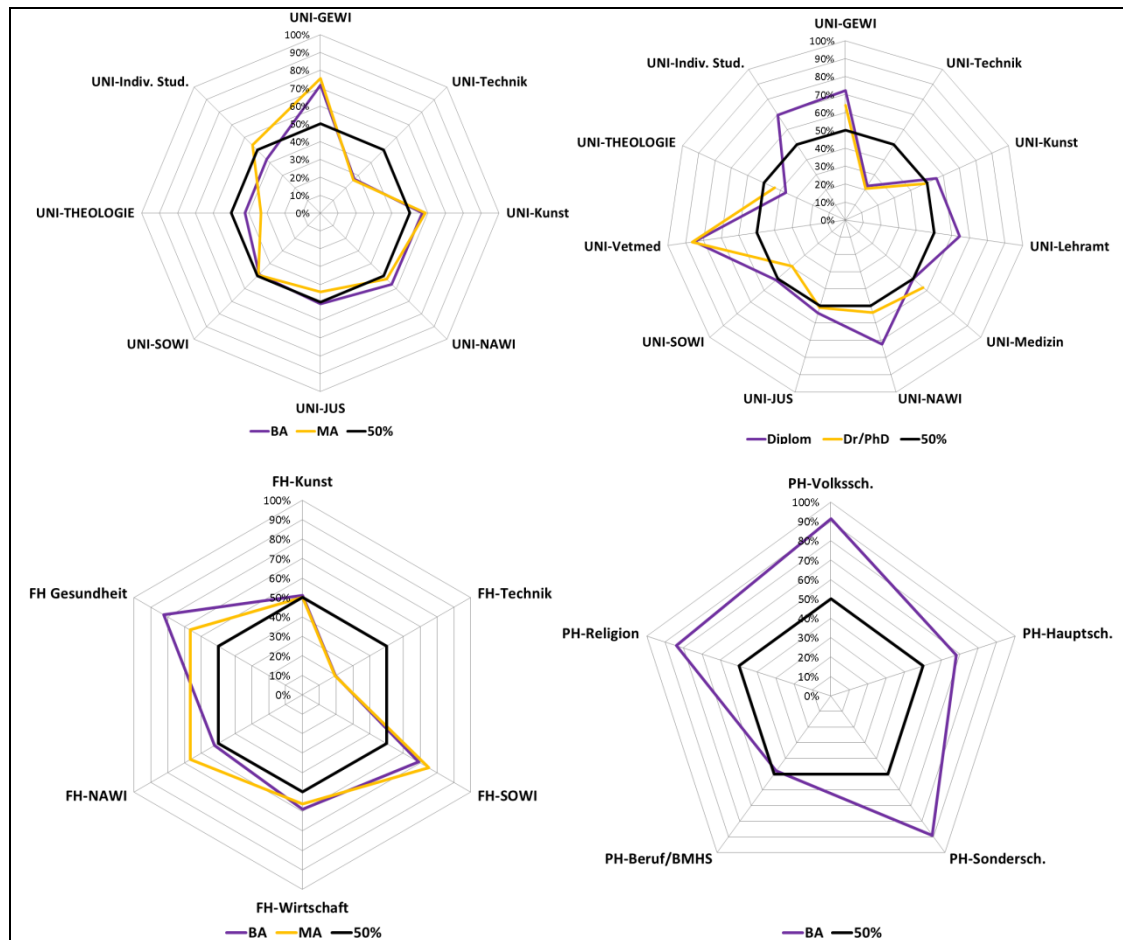 UNI-GEWI
100%
90%
80%
70%
60%
50%
40%
30%
20%
10%
0%
UNI-Technik
UNI-Kunst
UNI-NAWI
UNI-JUS
UNI-SOWI
UNI-THEOLOGIE
UNI-Indiv. Stud.
BA MA 50%
UNI-GEWI
100%
90%
80%
70%
60%
50%
40%
30%
20%
10%
0%
UNI-Technik
UNI-Kunst
UNI-Lehramt
UNI-Medizin
UNI-NAWI
UNI-JUS
UNI-SOWI
UNI-Vetmed
UNI-THEOLOGIE
UNI-Indiv. Stud.
Diplom Dr/PhD 50%
FH-Kunst
100%
90%
80%
70%
60%
50%
40%
30%
20%
10%
0%
FH-Technik
FH-SOWI
FH-Wirtschaft
FH-NAWI
FH Gesundheit
BA MA 50%
PH-Volkssch.
100%
90%
80%
70%
60%
50%
40%
30%
20%
10%
0%
PH-Hauptsch.
PH-Sondersch.
PH-Beruf/BMHS
PH-Religion
BA 50%